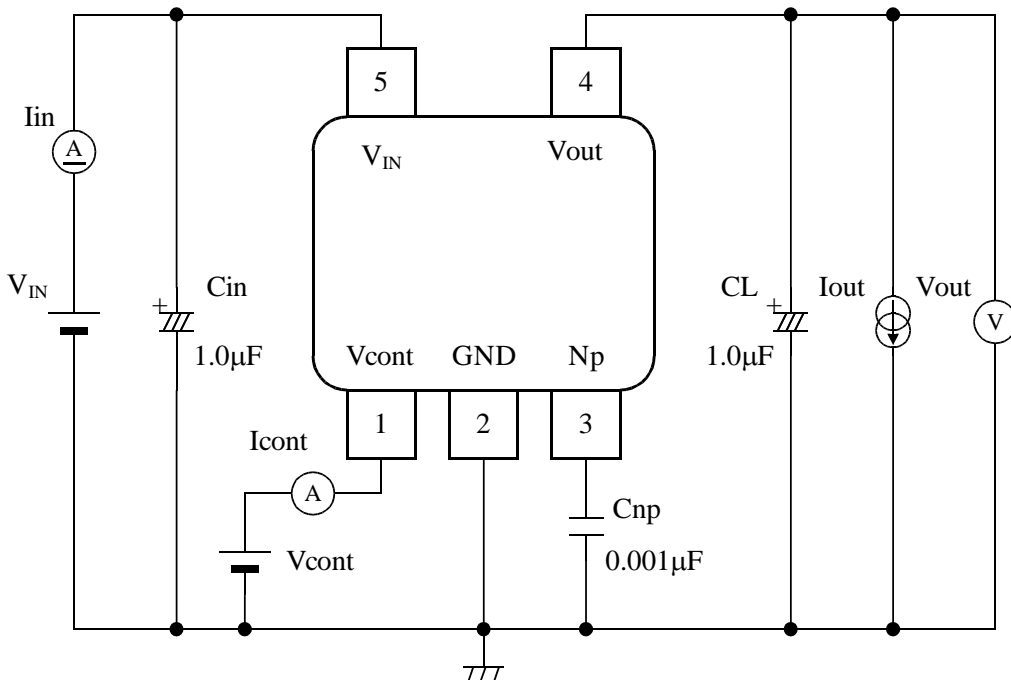 5
4
Iin
A
VIN
Vout
VIN
Cin
CL
Iout
Vout
+
+
V
1.0μF
Vcont
GND
Np
1.0μF
1
2
3
Icont
A
Cnp
Vcont
0.001μF